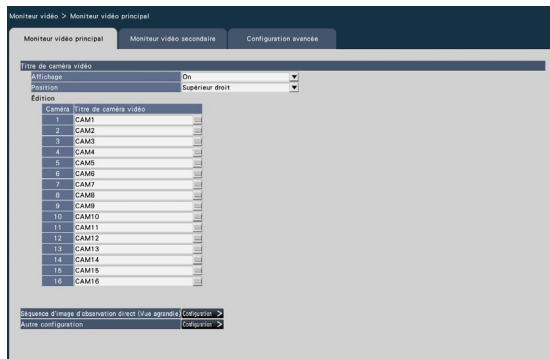 Moniteur vidéo > Moniteur vidéo principal
Moniteur vidéo principal Moniteur vidéo secondaire Configuration avancée
Titre de caméra vidéo
Affichage On
Position Supérieur droit
Édition
Caméra Titre de caméra vidéo
1 CAM1
2 CAM2
3 CAM3
4 CAM4
5 CAM5
6 CAM6
7 CAM7
8 CAM8
9 CAM9
10 CAM10
11 CAM11
12 CAM12
13 CAM13
14 CAM14
15 CAM15
16 CAM16
Séquence d'image d'observation direct (Vue agrandie) Configuration >
Autre configuration Configuration >